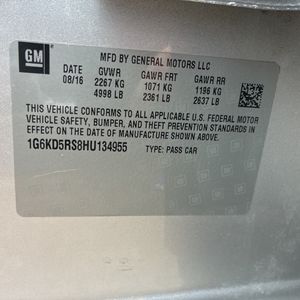 GM
MFD BY GENERAL MOTORS LLC
DATE GVWR GAWR FRT GAWR RR
08/16 2267 KG 1071 KG 1196 KG
4998 LB 2361 LB 2637 LB
THIS VEHICLE CONFORMS TO ALL APPLICABLE U.S. FEDERAL MOTOR
VEHICLE SAFETY, BUMPER, AND THEFT PREVENTION STANDARDS IN
EFFECT ON THE DATE OF MANUFACTURE SHOWN ABOVE.
1G6KD5RS8HU134955 TYPE: PASS CAR